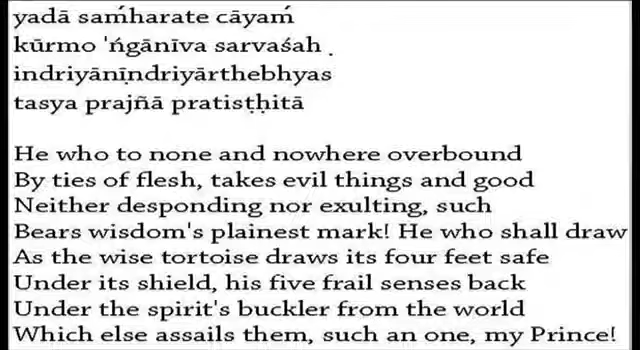 yadā saḿharate cāyaḿ
kūrmo 'ńgānīva sarvaśaḥ
indriyāṇīndriyārthebhyas
tasya prajñā pratiṣṭhitā
He who to none and nowhere overbound
By ties of flesh, takes evil things and good
Neither desponding nor exulting, such
Bears wisdom's plainest mark! He who shall draw
As the wise tortoise draws its four feet safe
Under its shield, his five frail senses back
Under the spirit's buckler from the world
Which else assails them, such an one, my Prince!